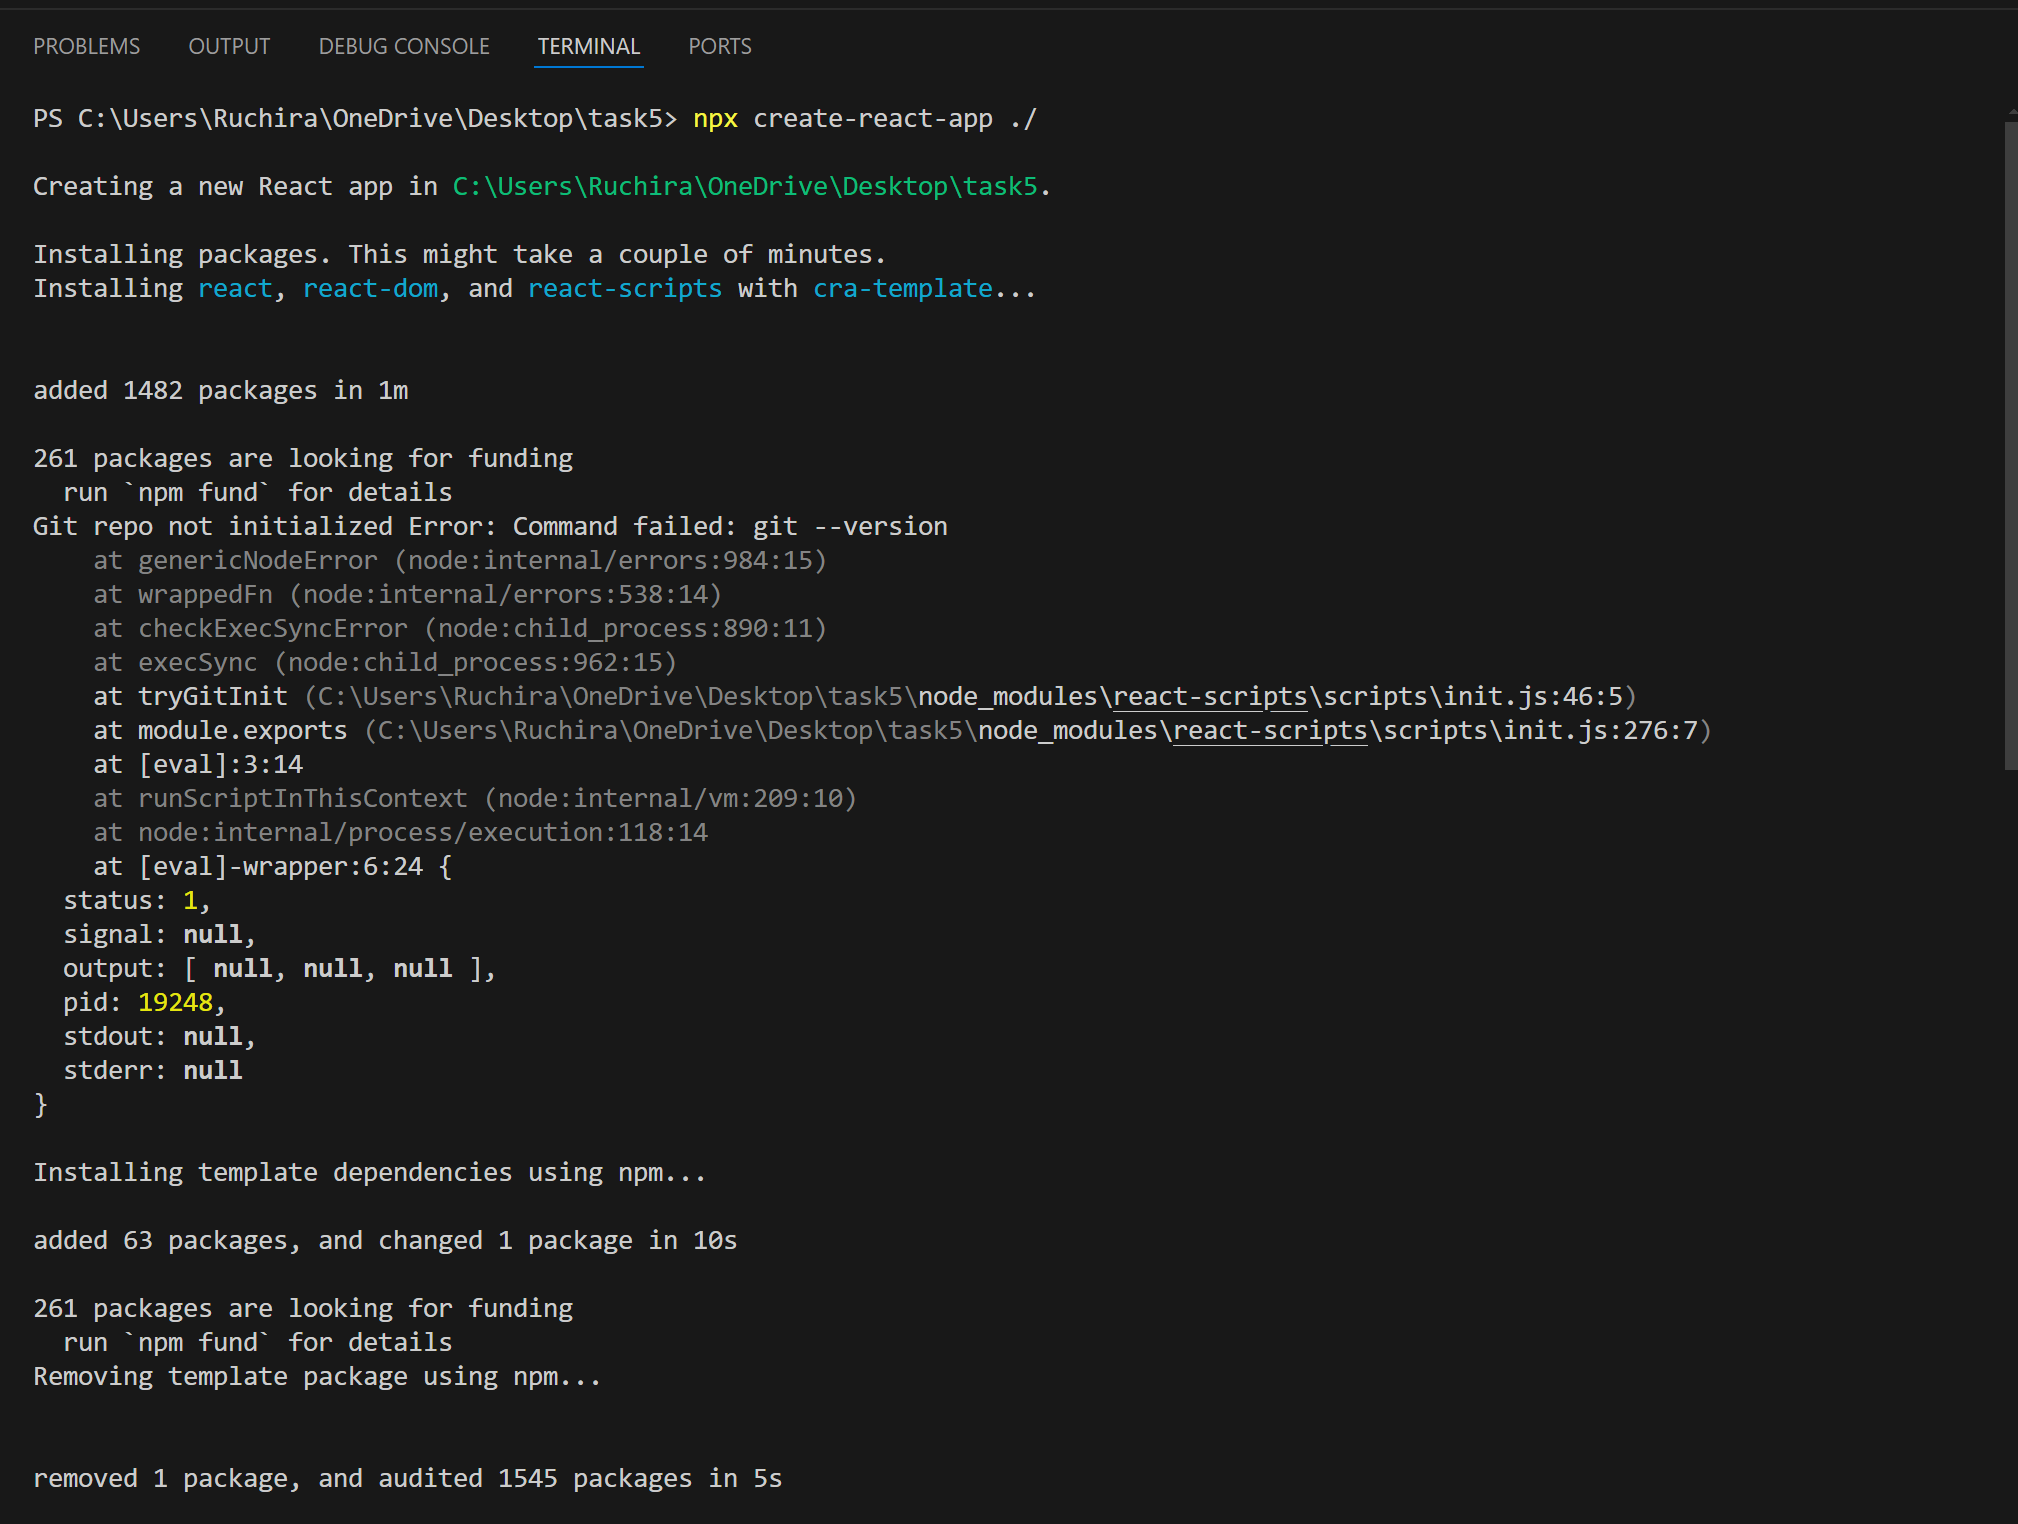 PROBLEMS OUTPUT DEBUG CONSOLE TERMINAL PORTS
PS C:\Users\Ruchira\OneDrive\Desktop\task5> npx create-react-app ./
Creating a new React app in C:\Users\Ruchira\OneDrive\Desktop\task5.
Installing packages. This might take a couple of minutes.
Installing react, react-dom, and react-scripts with cra-template...
added 1482 packages in 1m
261 packages are looking for funding
  run `npm fund` for details
Git repo not initialized Error: Command failed: git --version
    at genericNodeError (node:internal/errors:984:15)
    at wrappedFn (node:internal/errors:538:14)
    at checkExecSyncError (node:child_process:890:11)
    at execSync (node:child_process:962:15)
    at tryGitInit (C:\Users\Ruchira\OneDrive\Desktop\task5\node_modules\react-scripts\scripts\init.js:46:5)
    at module.exports (C:\Users\Ruchira\OneDrive\Desktop\task5\node_modules\react-scripts\scripts\init.js:276:7)
    at [eval]:3:14
    at runScriptInThisContext (node:internal/vm:209:10)
    at node:internal/process/execution:118:14
    at [eval]-wrapper:6:24 {
  status: 1,
  signal: null,
  output: [ null, null, null ],
  pid: 19248,
  stdout: null,
  stderr: null
}
Installing template dependencies using npm...
added 63 packages, and changed 1 package in 10s
261 packages are looking for funding
  run `npm fund` for details
Removing template package using npm...
removed 1 package, and audited 1545 packages in 5s